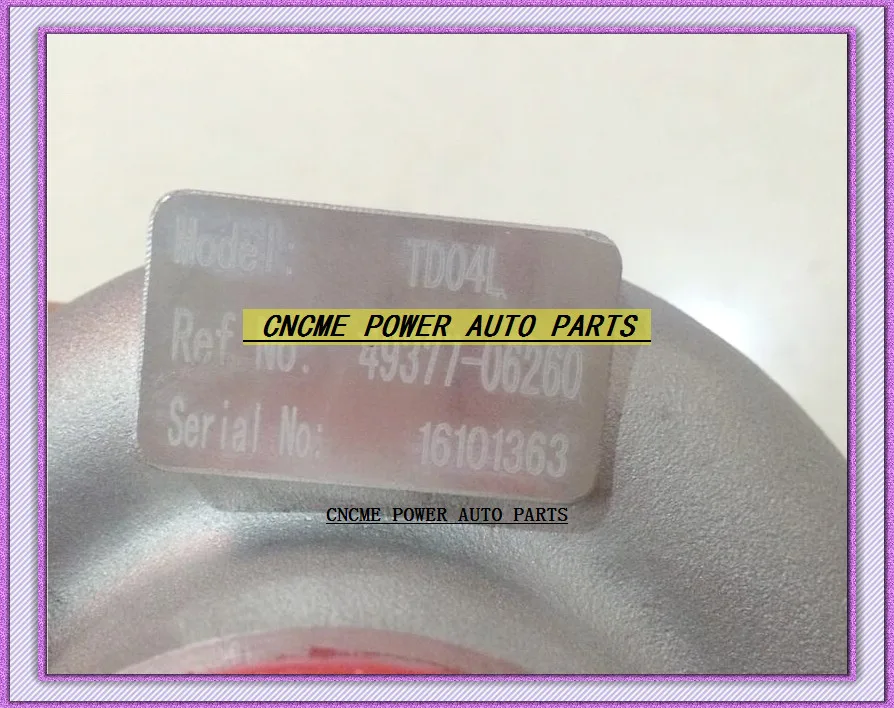 Model: TD04L
CNCME POWER AUTO PARTS
Ref No. 49377-06260
Serial No: 16101363
CNCME POWER AUTO PARTS